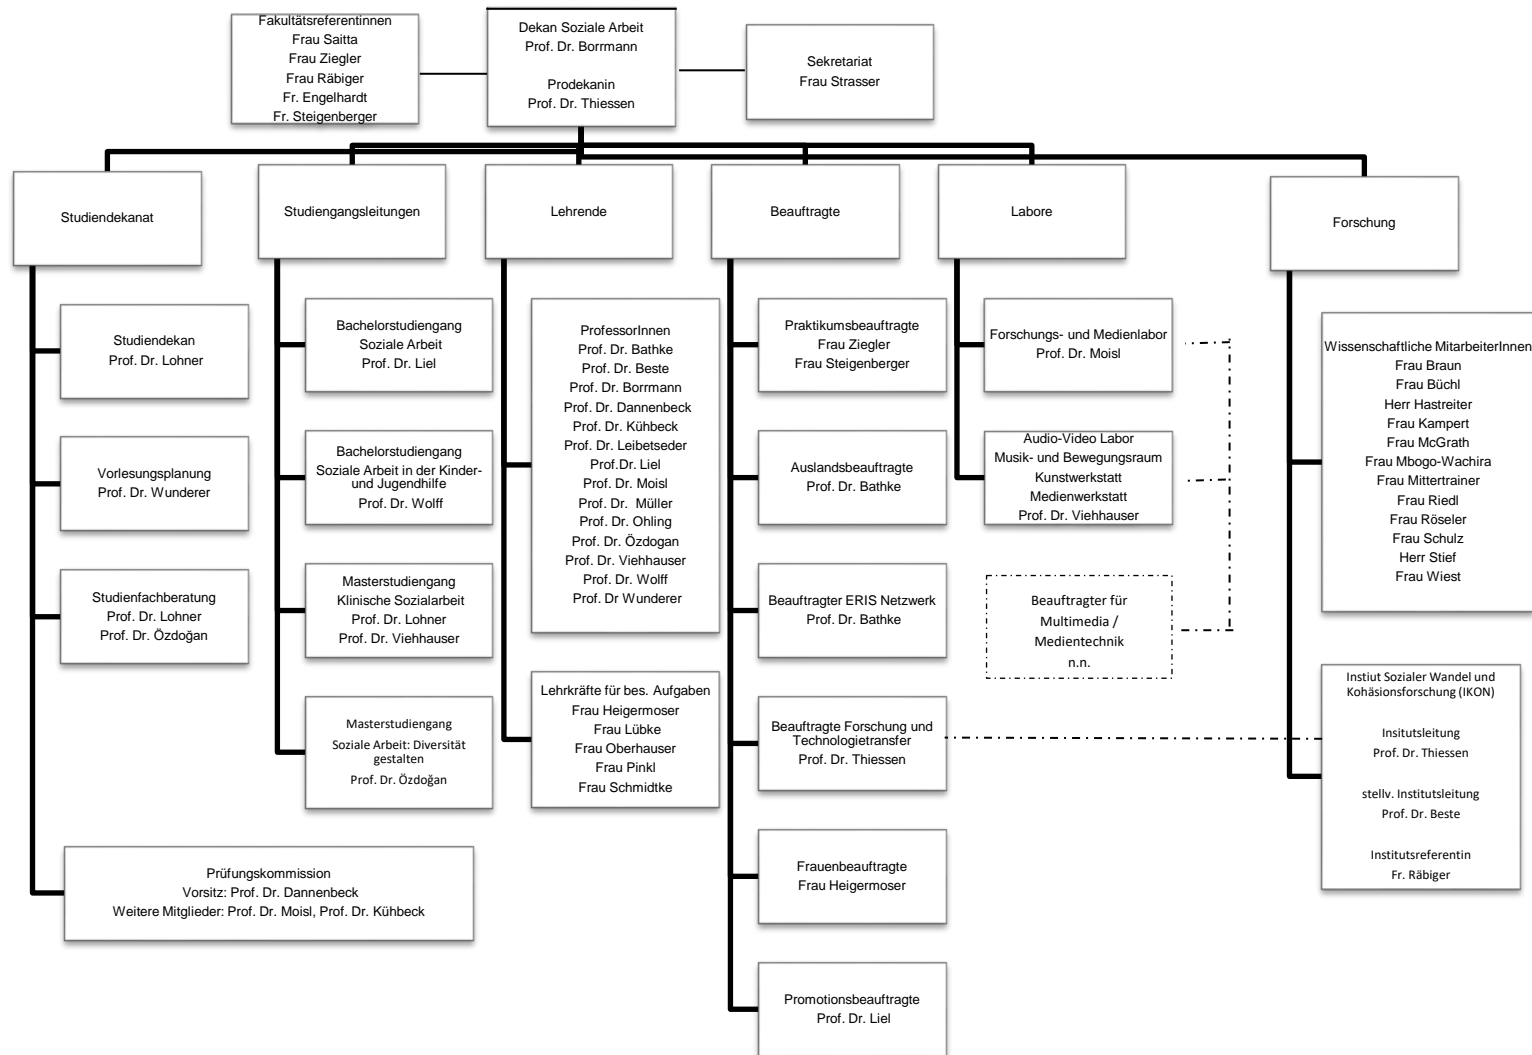 Fakultätsreferentinnen
Frau Saitta
Frau Ziegler
Frau Räbiger
Fr. Engelhardt
Fr. Steigenberger
Dekan Soziale Arbeit
Prof. Dr. Borrmann
Prodekanin
Prof. Dr. Thiessen
Sekretariat
Frau Strasser
Studiendekanat
Studiengangsleitungen
Lehrende
Beauftragte
Labore
Forschung
Studiendekan
Prof. Dr. Lohner
Vorlesungsplanung
Prof. Dr. Wunderer
Studienfachberatung
Prof. Dr. Lohner
Prof. Dr. Özdoğan
Prüfungskommission
Vorsitz: Prof. Dr. Dannenbeck
Weitere Mitglieder: Prof. Dr. Moisl, Prof. Dr. Kühbeck
Bachelorstudiengang
Soziale Arbeit
Prof. Dr. Liel
Bachelorstudiengang
Soziale Arbeit in der Kinder-
und Jugendhilfe
Prof. Dr. Wolff
Masterstudiengang
Klinische Sozialarbeit
Prof. Dr. Lohner
Prof. Dr. Viehhauser
Masterstudiengang
Soziale Arbeit: Diversität
gestalten
Prof. Dr. Özdoğan
ProfessorInnen
Prof. Dr. Bathke
Prof. Dr. Beste
Prof. Dr. Borrmann
Prof. Dr. Dannenbeck
Prof. Dr. Kühbeck
Prof. Dr. Leibetseder
Prof.Dr. Liel
Prof. Dr. Moisl
Prof. Dr. Müller
Prof. Dr. Ohling
Prof. Dr. Özdogan
Prof. Dr. Viehhauser
Prof. Dr. Wolff
Prof. Dr Wunderer
Lehrkräfte für bes. Aufgaben
Frau Heigermoser
Frau Lübke
Frau Oberhauser
Frau Pinkl
Frau Schmidtke
Praktikumsbeauftragte
Frau Ziegler
Frau Steigenberger
Auslandsbeauftragte
Prof. Dr. Bathke
Beauftragter ERIS Netzwerk
Prof. Dr. Bathke
Beauftragte Forschung und
Technologietransfer
Prof. Dr. Thiessen
Frauenbeauftragte
Frau Heigermoser
Promotionsbeauftragte
Prof. Dr. Liel
Forschungs- und Medienlabor
Prof. Dr. Moisl
Audio-Video Labor
Musik- und Bewegungsraum
Kunstwerkstatt
Medienwerkstatt
Prof. Dr. Viehhauser
Beauftragter für
Multimedia /
Medientechnik
n.n.
Wissenschaftliche MitarbeiterInnen
Frau Braun
Frau Büchl
Herr Hastreiter
Frau Kampert
Frau McGrath
Frau Mbogo-Wachira
Frau Mittertrainer
Frau Riedl
Frau Röseler
Frau Schulz
Herr Stief
Frau Wiest
Instiut Sozialer Wandel und
Kohäsionsforschung (IKON)
Insitutsleitung
Prof. Dr. Thiessen
stellv. Institutsleitung
Prof. Dr. Beste
Institutsreferentin
Fr. Räbiger